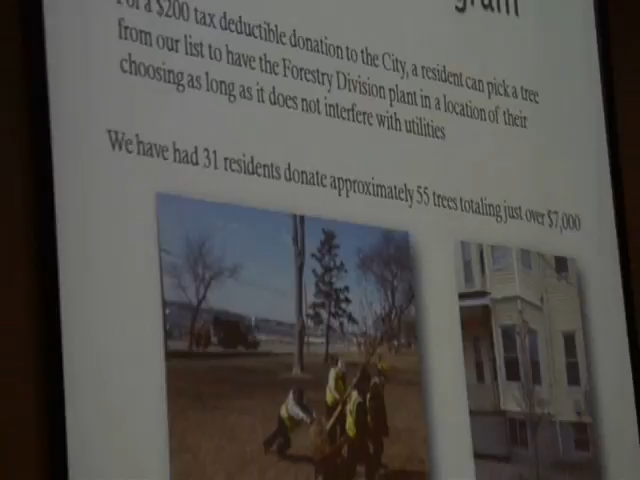 For a $200 tax deductible donation to the City, a resident can pick a tree
from our list to have the Forestry Division plant in a location of their
choosing as long as it does not interfere with utilities
We have had 31 residents donate approximately 55 trees totaling just over $7,000